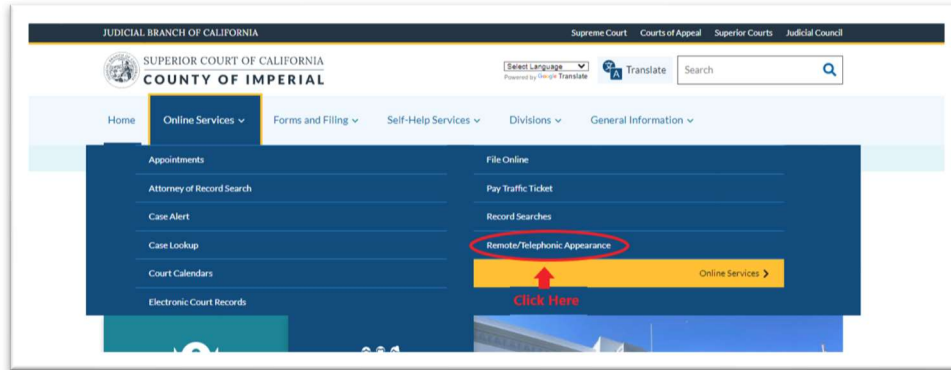 JUDICIAL BRANCH OF CALIFORNIA
Supreme Court Courts of Appeal Superior Courts Judicial Council
SUPERIOR COURT OF CALIFORNIA
COUNTY OF IMPERIAL
Select Language
Powered by Google Translate
Translate
Search
Home Online Services Forms and Filing Self-Help Services Divisions General Information
Appointments
Attorney of Record Search
Case Alert
Case Lookup
Court Calendars
Electronic Court Records
File Online
Pay Traffic Ticket
Record Searches
Remote/Telephonic Appearance
Online Services
Click Here